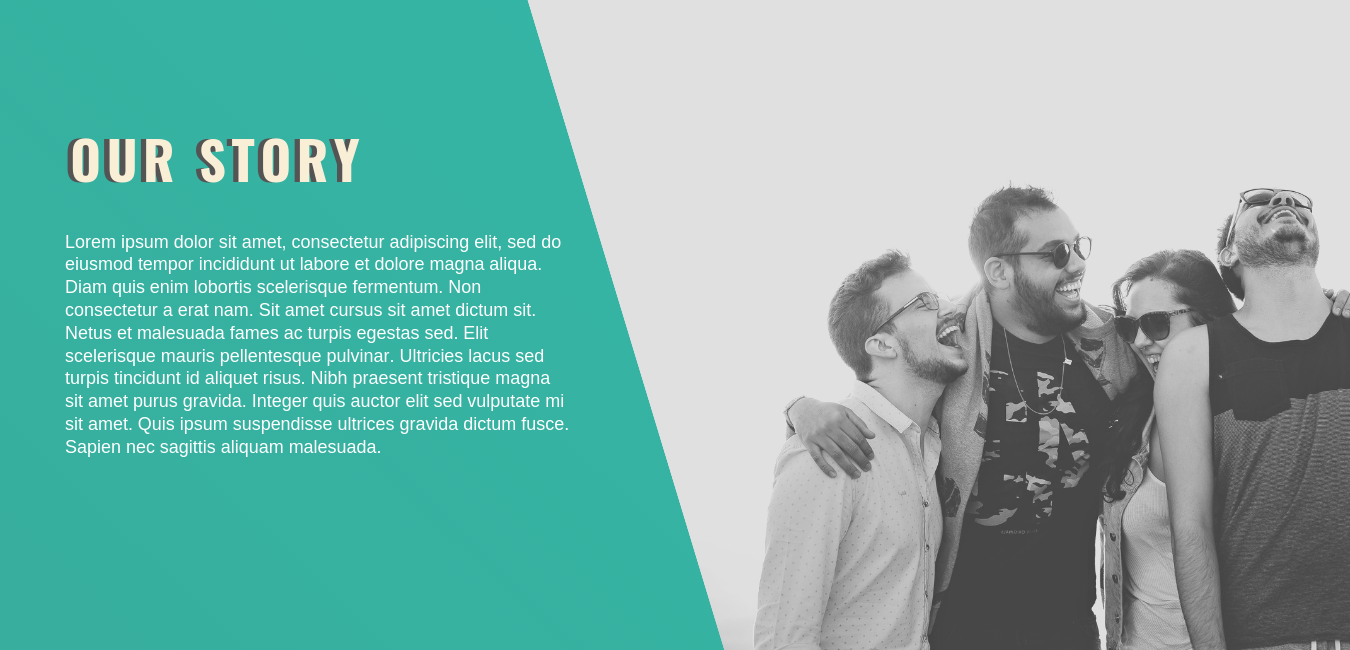 OUR STORY
Lorem ipsum dolor sit amet, consectetur adipiscing elit, sed do
eiusmod tempor incididunt ut labore et dolore magna aliqua.
Diam quis enim lobortis scelerisque fermentum. Non
consectetur a erat nam. Sit amet cursus sit amet dictum sit.
Netus et malesuada fames ac turpis egestas sed. Elit
scelerisque mauris pellentesque pulvinar. Ultricies lacus sed
turpis tincidunt id aliquet risus. Nibh praesent tristique magna
sit amet purus gravida. Integer quis auctor elit sed vulputate mi
sit amet. Quis ipsum suspendisse ultrices gravida dictum fusce.
Sapien nec sagittis aliquam malesuada.